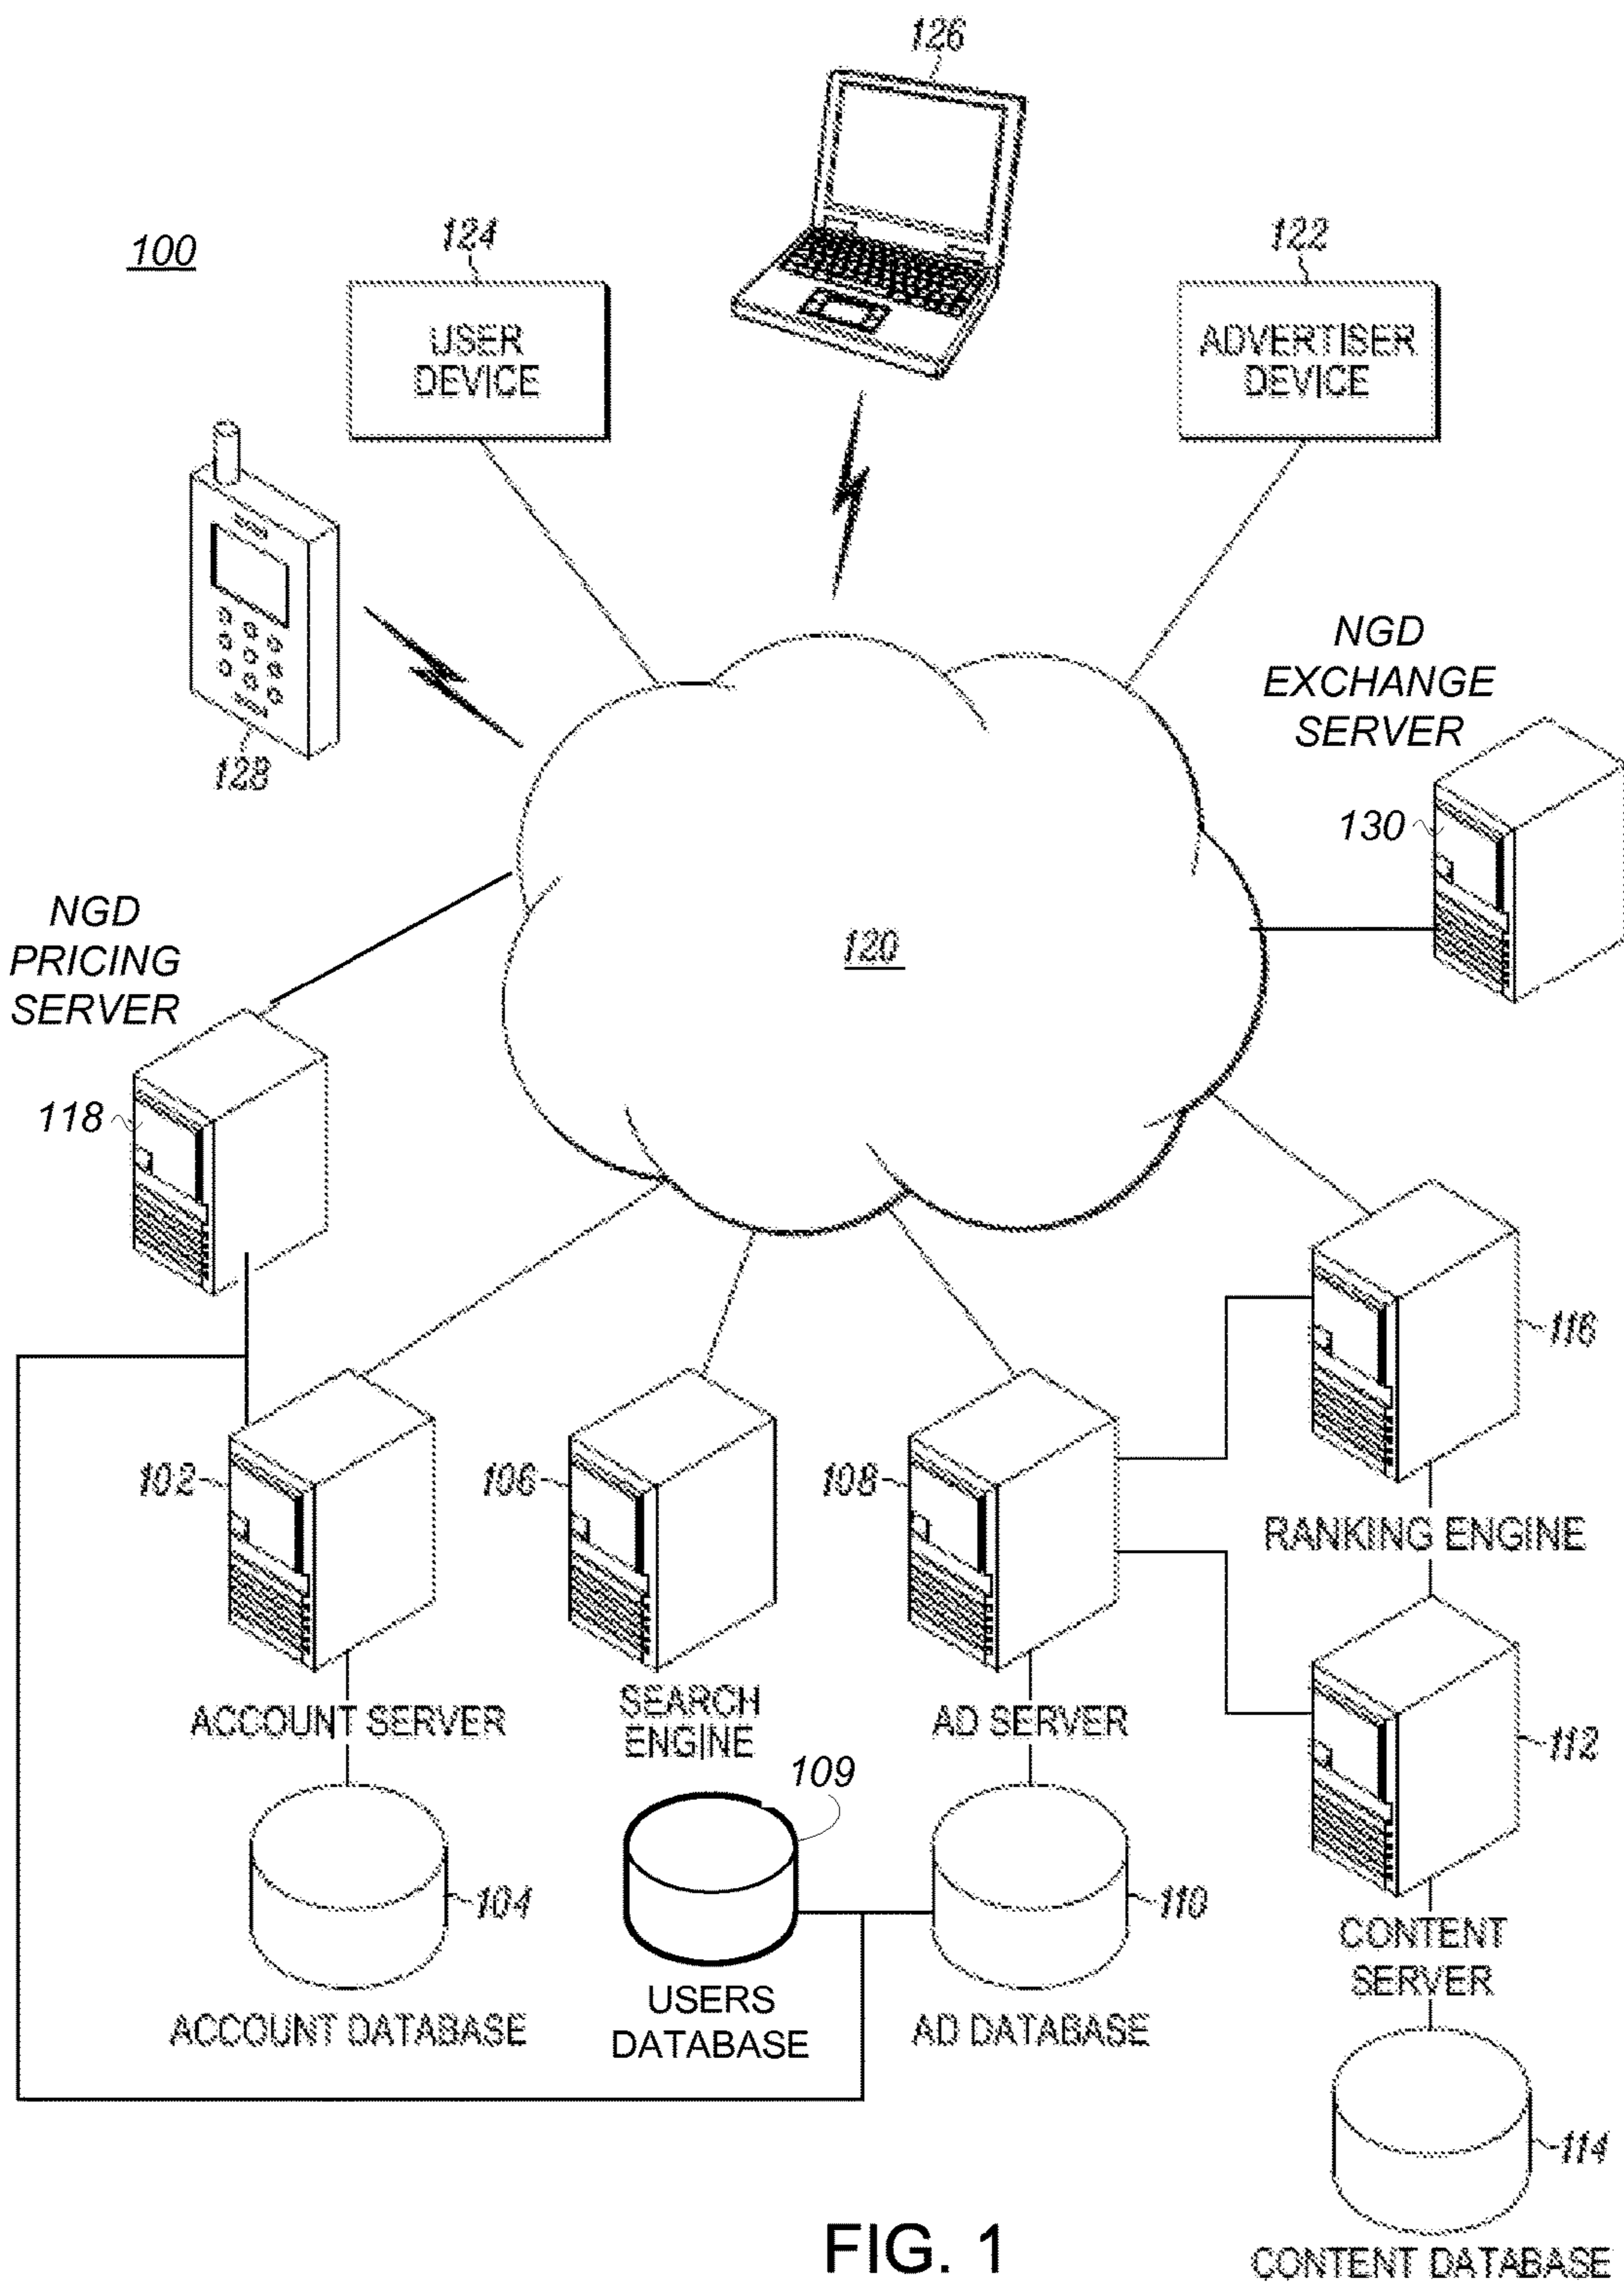 126
100
124
122
USER
DEVICE
ADVERTISER
DEVICE
128
NGD
EXCHANGE
SERVER
130
120
NGD
PRICING
SERVER
118
116
102
106
108
RANKING ENGINE
ACCOUNT SERVER
SEARCH
ENGINE
AD SERVER
112
109
104
110
CONTENT
SERVER
ACCOUNT DATABASE
USERS
DATABASE
AD DATABASE
114
FIG. 1
CONTENT DATABASE